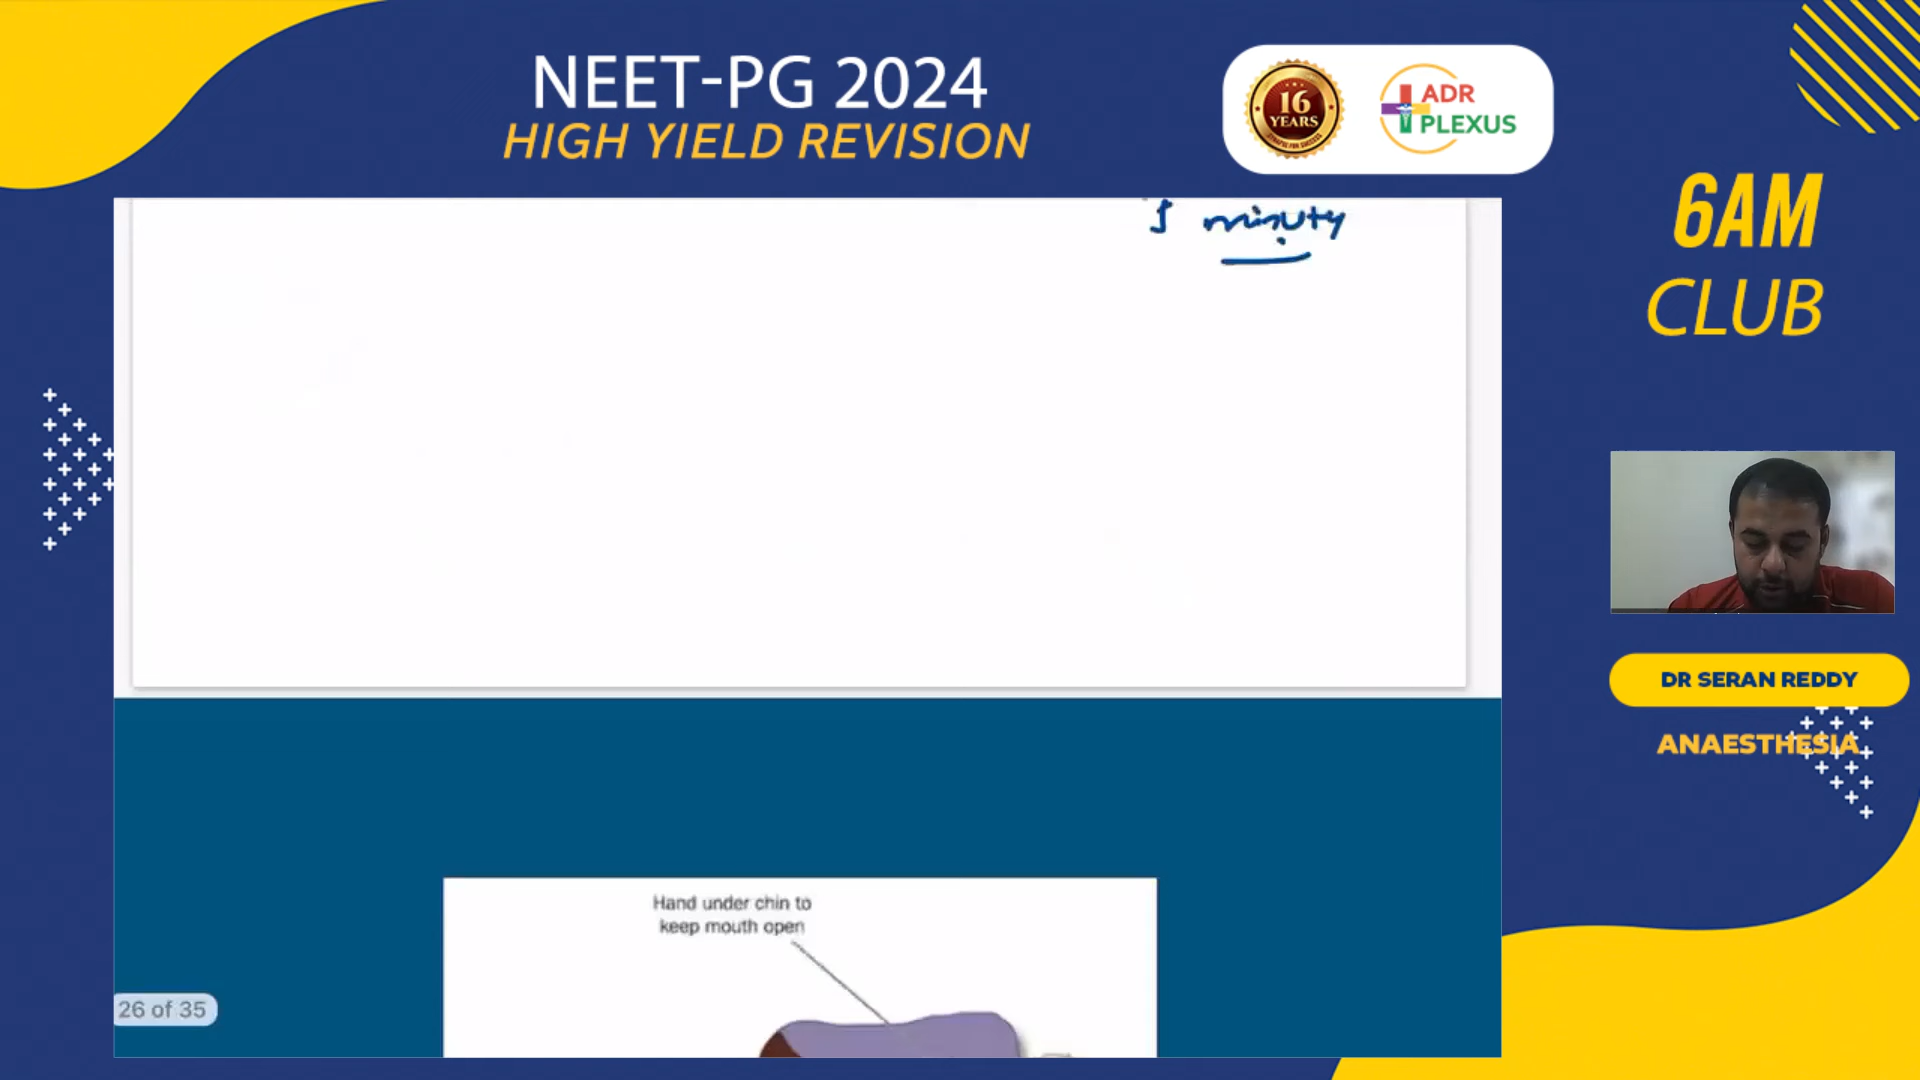 NEET-PG 2024
HIGH YIELD REVISION
16
YEARS
ADR
PLEXUS
6AM
CLUB
minuty
DR SERAN REDDY
ANAESTHESIA
Hand under chin to
keep mouth open
26 of 35